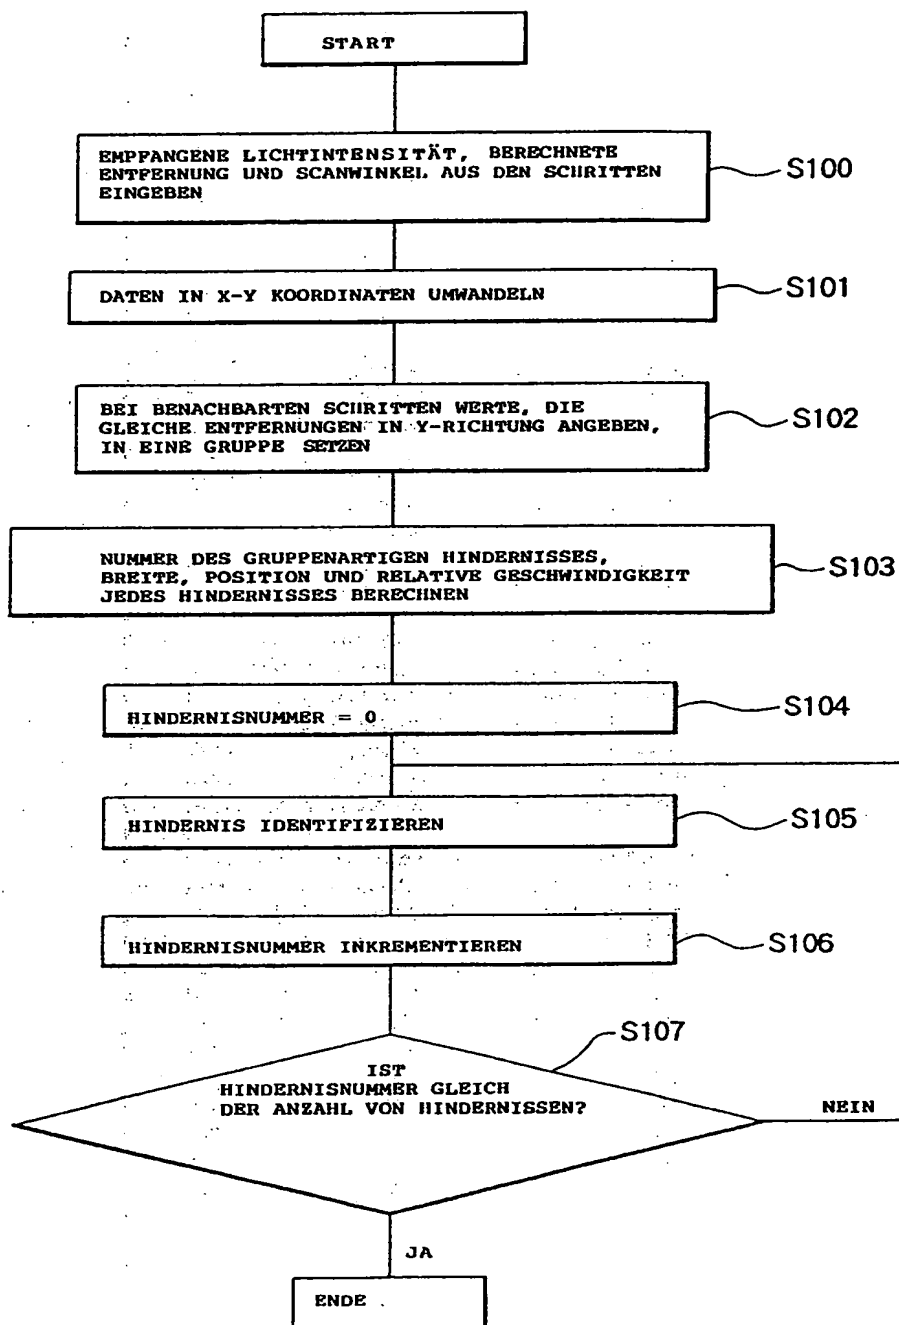 START
EMPFANGENE LICHTINTENSITÄT, BERECHNETE
ENTFERNUNG UND SCANWINKEL AUS DEN SCHRITTEN
EINGEBEN
S100
DATEN IN X-Y KOORDINATEN UMWANDELN
S101
BEI BENACHBARTEN SCHRITTEN WERTE, DIE
GLEICHE ENTFERNUNGEN IN Y-RICHTUNG ANGEBEN,
IN EINE GRUPPE SETZEN
S102
NUMMER DES GRUPPENARTIGEN HINDERNISSES,
BREITE, POSITION UND RELATIVE GESCHWINDIGKEIT
JEDES HINDERNISSES BERECHNEN
S103
HINDERNISNUMMER = 0
S104
HINDERNIS IDENTIFIZIEREN
S105
HINDERNISNUMMER INKREMENTIEREN
S106
S107
IST
HINDERNISNUMMER GLEICH
DER ANZAHL VON HINDERNISSEN?
NEIN
JA
ENDE